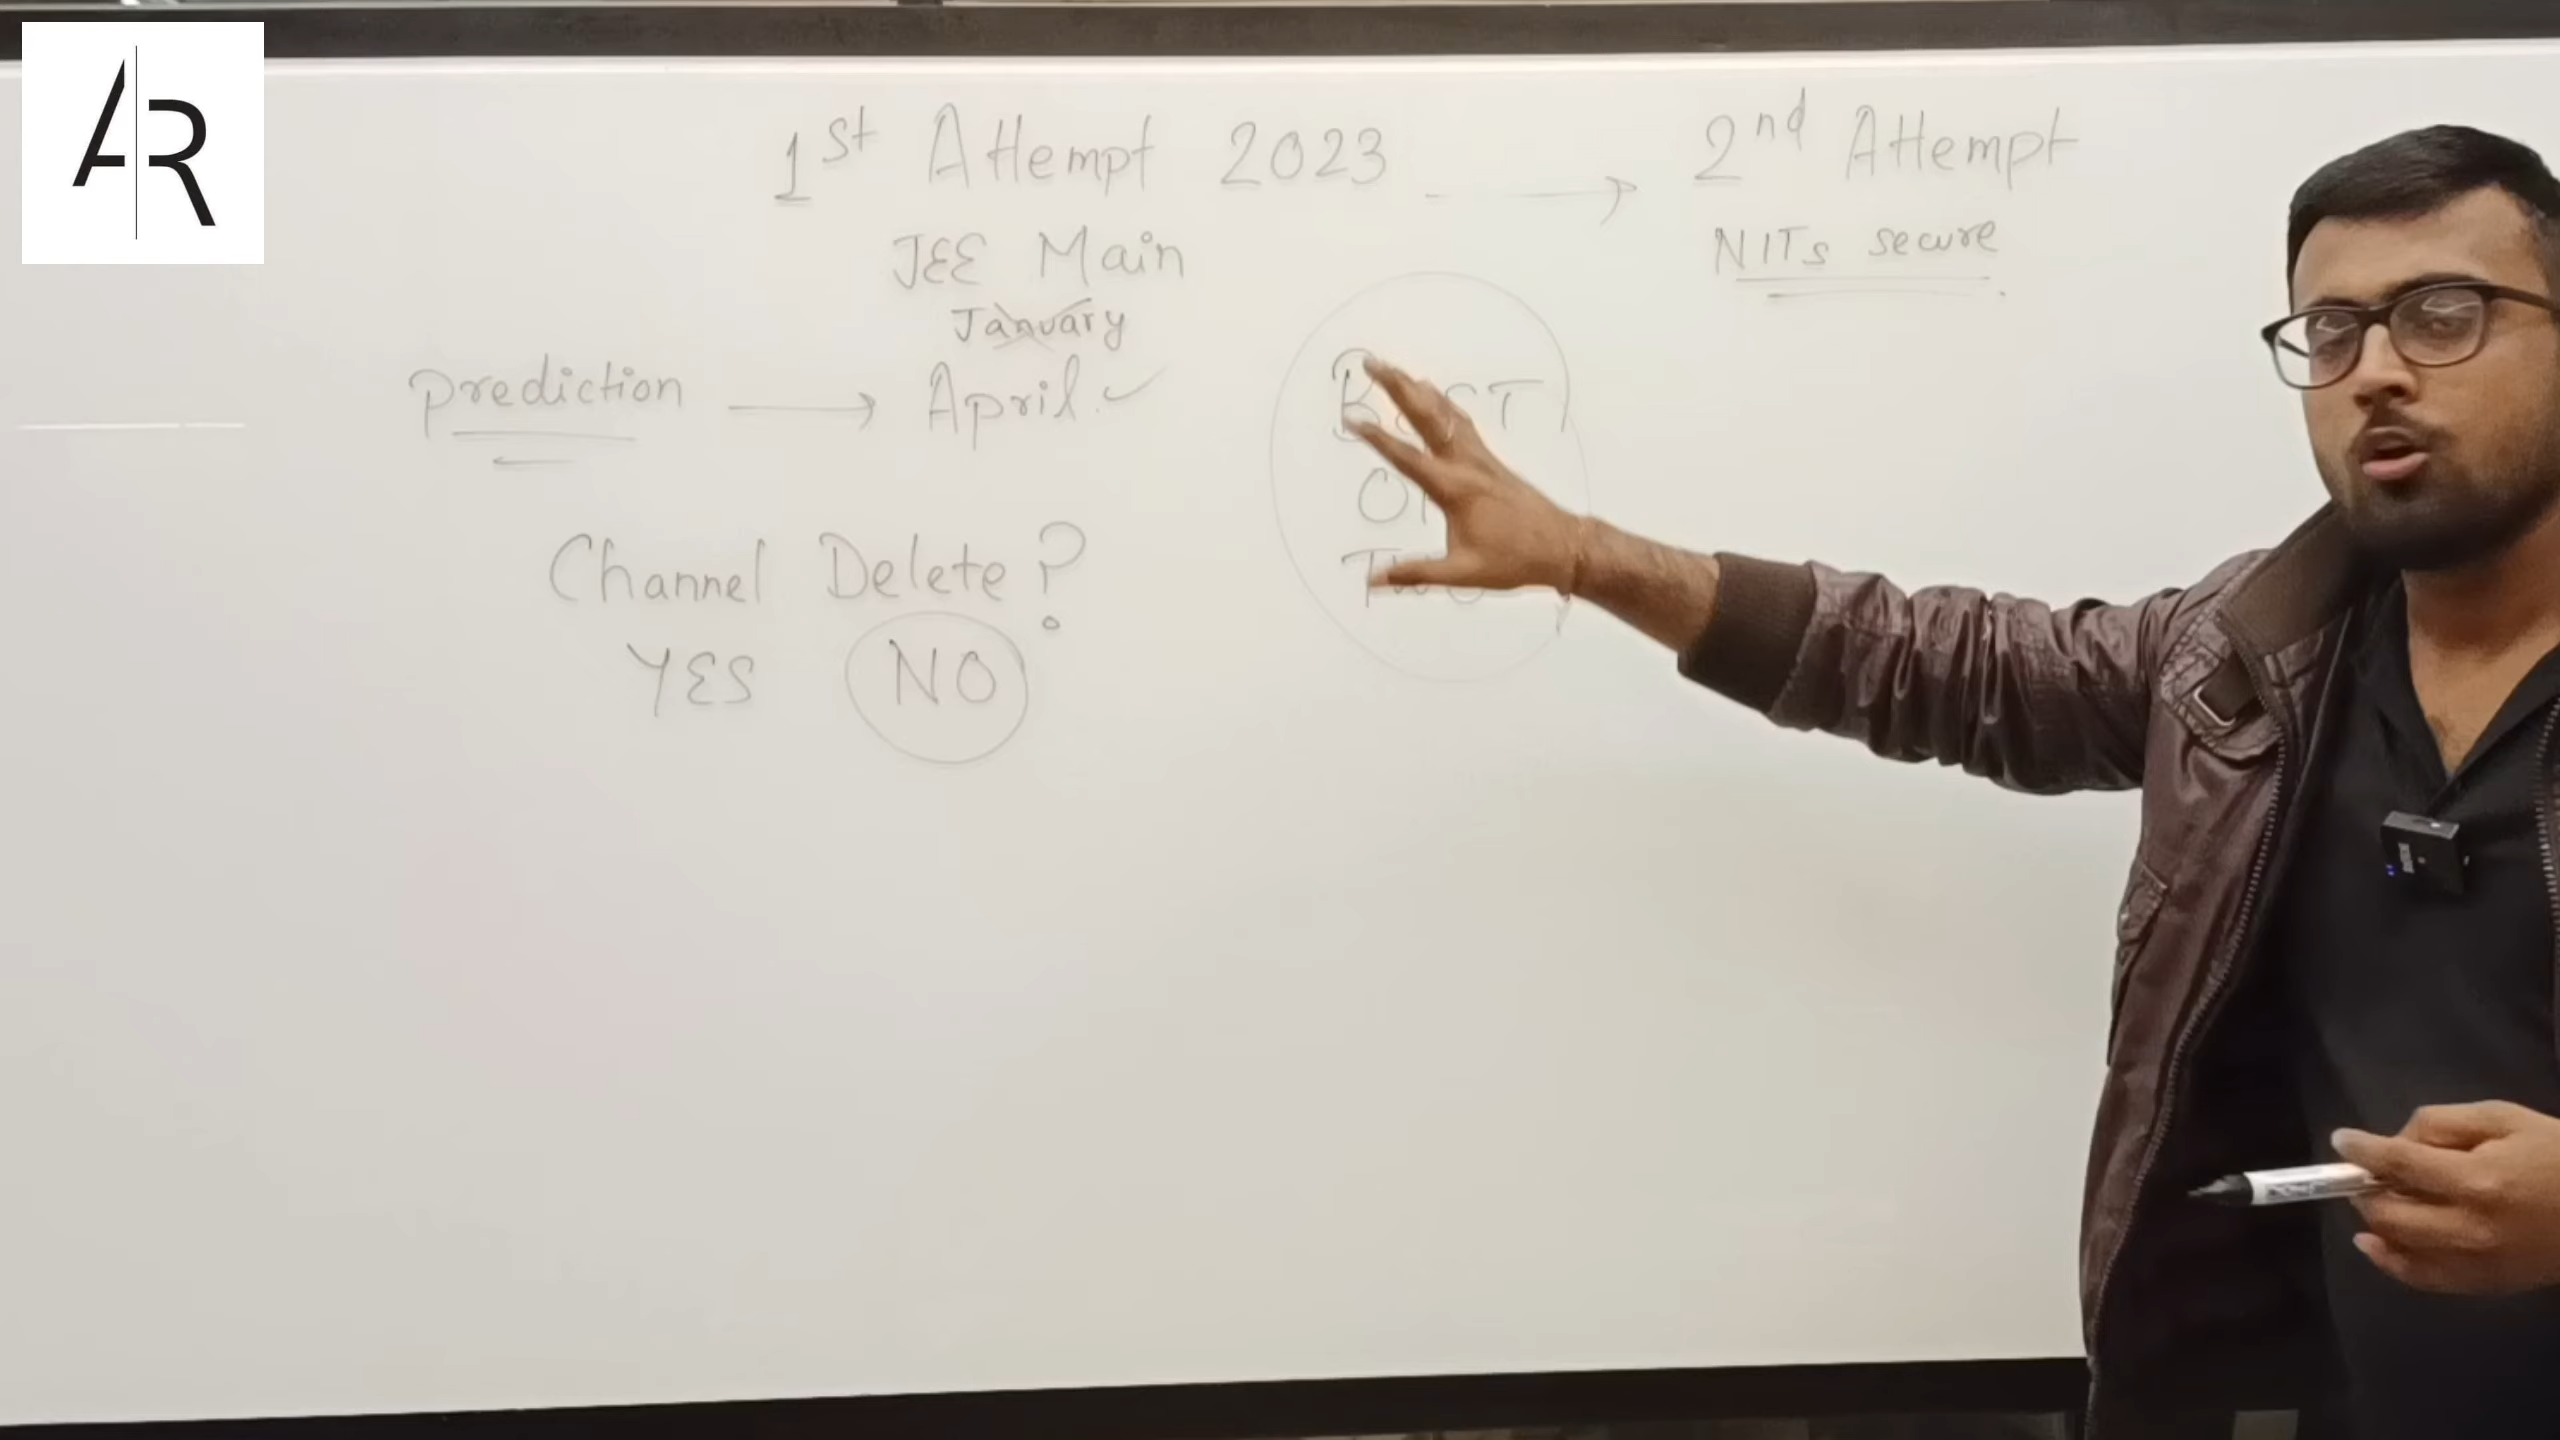 AR
1st Attempt 2023 → 2nd Attempt
JEE Main
NITs secure
January
Prediction → April ✓
Channel Delete?
YES NO